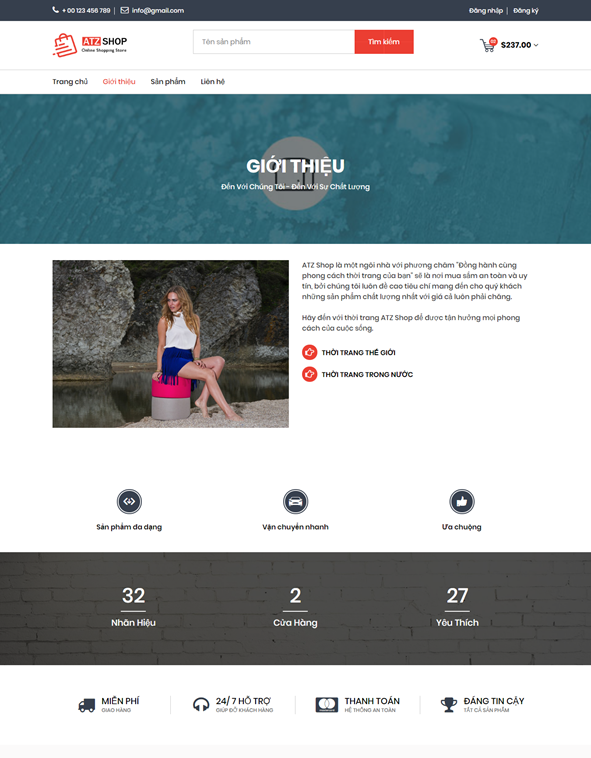 + 00 123 456 789
info@gmail.com
Đăng nhập
Đăng ký
ATZ SHOP
Online Shopping Store
Tên sản phẩm
Tìm kiếm
$237.00
Trang chủ
Giới thiệu
Sản phẩm
Liên hệ
GIỚI THIỆU
Đến Với Chúng Tôi - Đến Với Sự Chất Lượng
ATZ Shop là một ngôi nhà với phương châm "Đồng hành cùng
phong cách thời trang của bạn" sẽ là nơi mua sắm an toàn và uy
tín, bởi chúng tôi luôn đề cao tiêu chí mang đến cho quý khách
những sản phẩm chất lượng nhất với giá cả luôn phải chăng.
Hãy đến với thời trang ATZ Shop để được tận hưởng mọi phong
cách của cuộc sống.
THỜI TRANG THẾ GIỚI
THỜI TRANG TRONG NƯỚC
Sản phẩm đa dạng
Vận chuyển nhanh
Ưa chuộng
32
2
27
Nhãn Hiệu
Cửa Hàng
Yêu Thích
MIỄN PHÍ
GIAO HÀNG
24/ 7 HỖ TRỢ
GIÚP ĐỠ KHÁCH HÀNG
THANH TOÁN
HỆ THỐNG AN TOÀN
ĐÁNG TIN CẬY
TẤT CẢ SẢN PHẨM